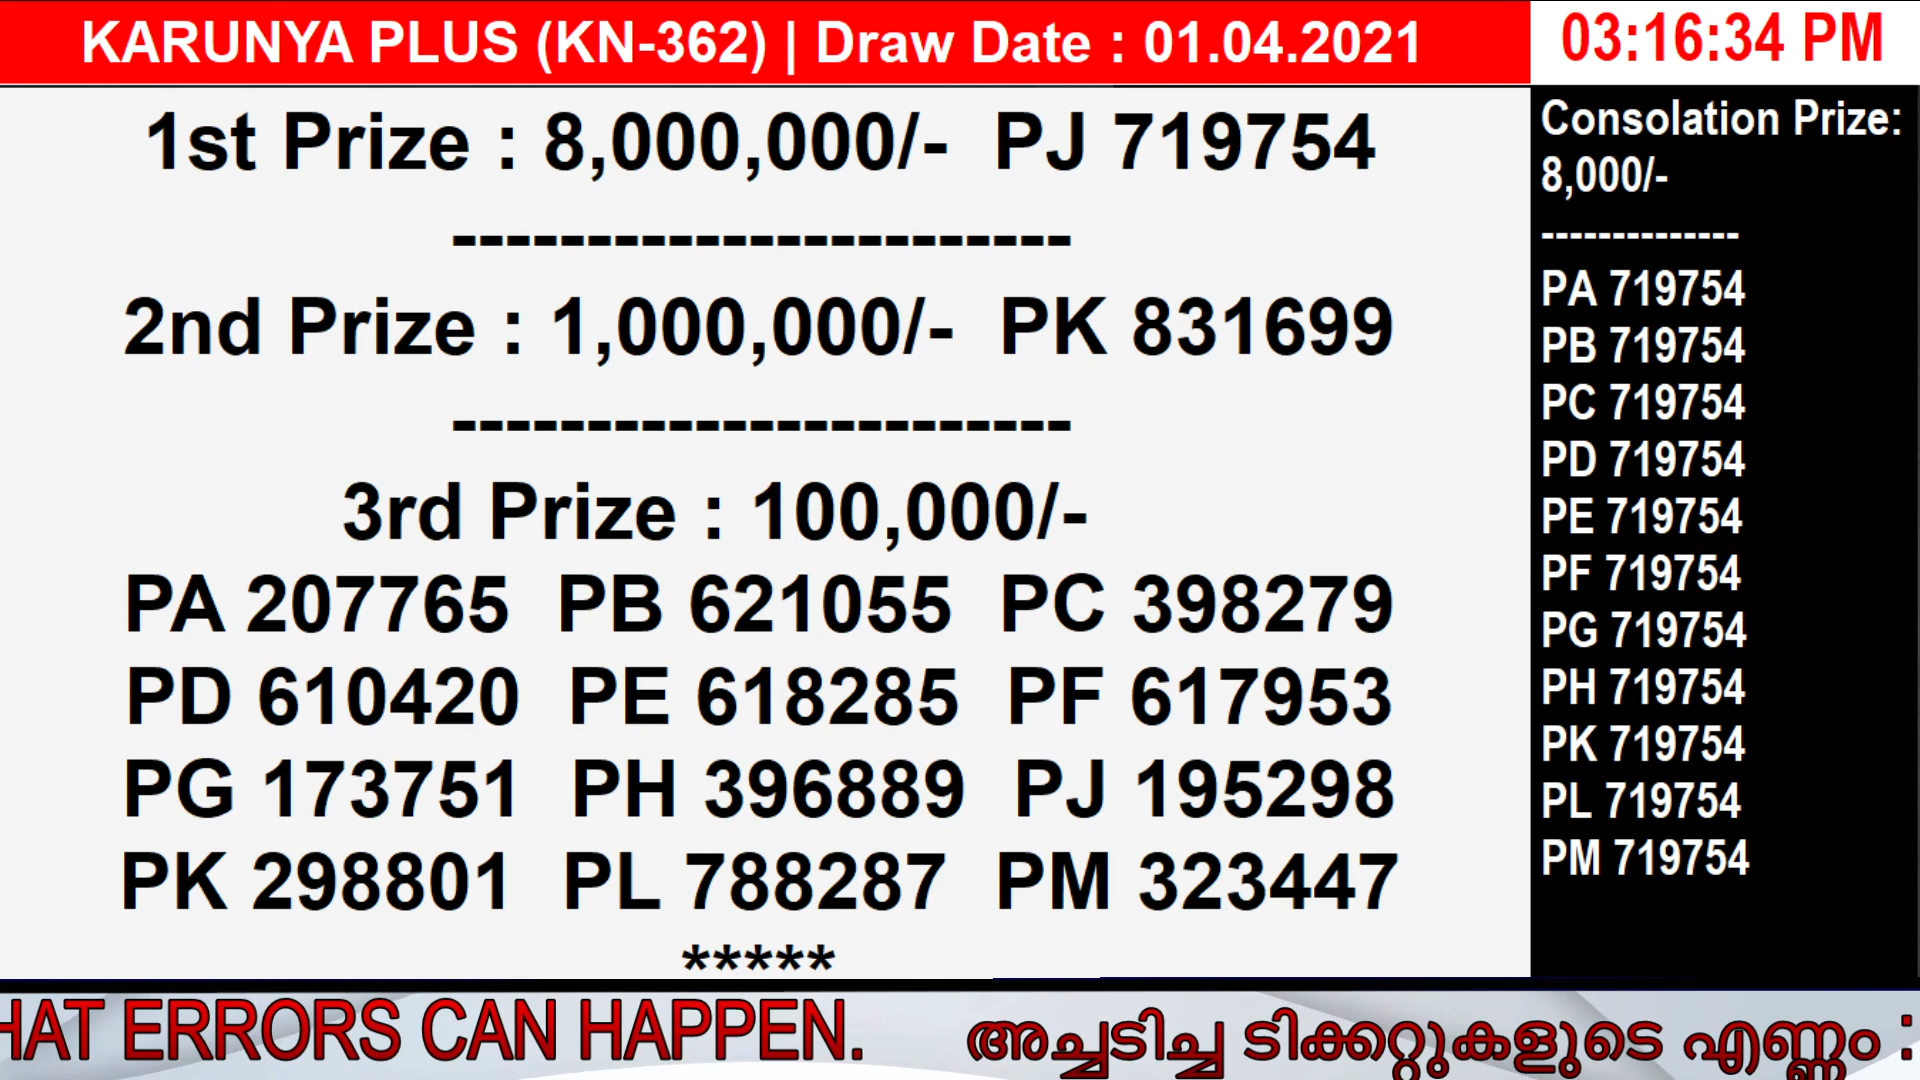 KARUNYA PLUS (KN-362) | Draw Date : 01.04.2021
03:16:34 PM
1st Prize : 8,000,000/- PJ 719754
-----------------------
2nd Prize : 1,000,000/- PK 831699
-----------------------
3rd Prize : 100,000/-
PA 207765 PB 621055 PC 398279
PD 610420 PE 618285 PF 617953
PG 173751 PH 396889 PJ 195298
PK 298801 PL 788287 PM 323447
*****
Consolation Prize:
8,000/-
--------------
PA 719754
PB 719754
PC 719754
PD 719754
PE 719754
PF 719754
PG 719754
PH 719754
PK 719754
PL 719754
PM 719754
HAT ERRORS CAN HAPPEN. അച്ചടിച്ച ടിക്കറ്റുകളുടെ എണ്ണം :